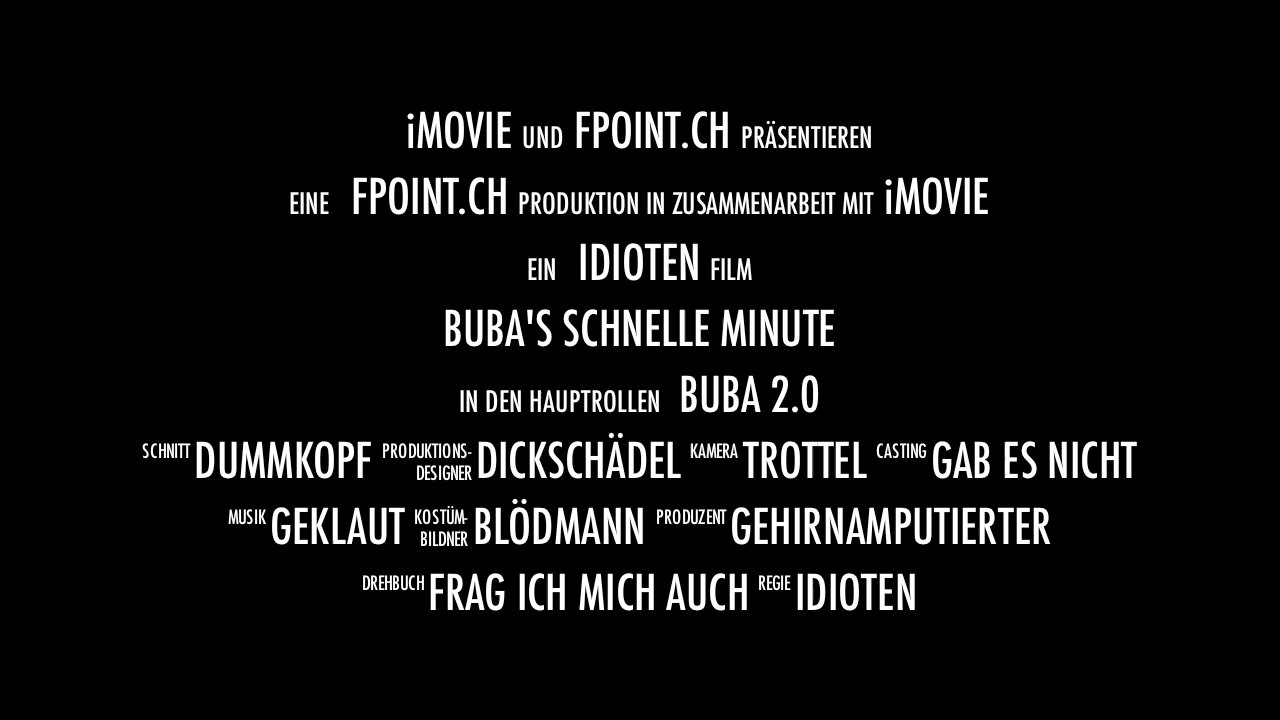 iMOVIE UND FPOINT.CH PRÄSENTIEREN
EINE FPOINT.CH PRODUKTION IN ZUSAMMENARBEIT MIT iMOVIE
EIN IDIOTEN FILM
BUBA'S SCHNELLE MINUTE
IN DEN HAUPTROLLEN BUBA 2.0
SCHNITT DUMMKOPF PRODUKTIONS-DESIGNER DICKSCHÄDEL KAMERA TROTTEL CASTING GAB ES NICHT
MUSIK GEKLAUT KOSTÜM-BILDNER BLÖDMANN PRODUZENT GEHIRNAMPUTIERTER
DREHBUCH FRAG ICH MICH AUCH REGIE IDIOTEN